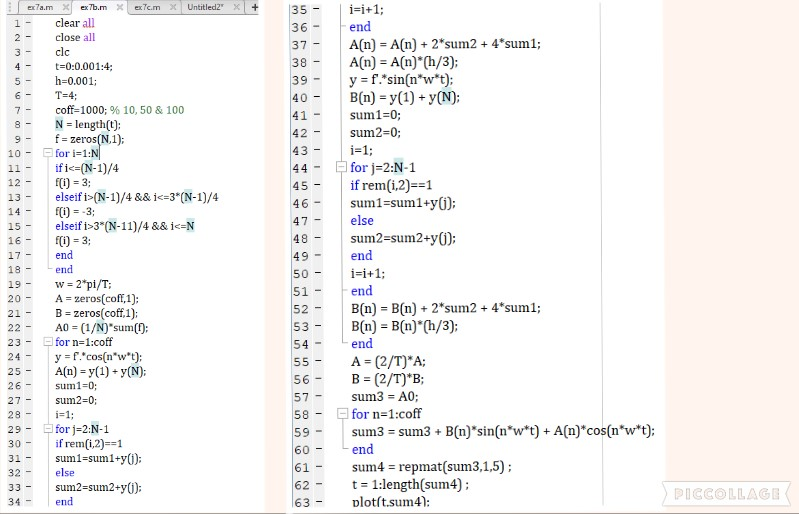 ex7a.m × ex7b.m × ex7c.m × Untitled2* × +
1 - clear all
2 - close all
3 - clc
4 - t=0:0.001:4;
5 - h=0.001;
6 - T=4;
7 - coff=1000; % 10, 50 & 100
8 - N = length(t);
9 - f = zeros(N,1);
10 - for i=1:N
11 - if i<=(N-1)/4
12 - f(i) = 3;
13 - elseif i>(N-1)/4 && i<=3*(N-1)/4
14 - f(i) = -3;
15 - elseif i>3*(N-11)/4 && i<=N
16 - f(i) = 3;
17 - end
18 - end
19 - w = 2*pi/T;
20 - A = zeros(coff,1);
21 - B = zeros(coff,1);
22 - A0 = (1/N)*sum(f);
23 - for n=1:coff
24 - y = f'.*cos(n*w*t);
25 - A(n) = y(1) + y(N);
26 - sum1=0;
27 - sum2=0;
28 - i=1;
29 - for j=2:N-1
30 - if rem(i,2)==1
31 - sum1=sum1+y(j);
32 - else
33 - sum2=sum2+y(j);
34 - end
35 - i=i+1;
36 - end
37 - A(n) = A(n) + 2*sum2 + 4*sum1;
38 - A(n) = A(n)*(h/3);
39 - y = f'.*sin(n*w*t);
40 - B(n) = y(1) + y(N);
41 - sum1=0;
42 - sum2=0;
43 - i=1;
44 - for j=2:N-1
45 - if rem(i,2)==1
46 - sum1=sum1+y(j);
47 - else
48 - sum2=sum2+y(j);
49 - end
50 - i=i+1;
51 - end
52 - B(n) = B(n) + 2*sum2 + 4*sum1;
53 - B(n) = B(n)*(h/3);
54 - end
55 - A = (2/T)*A;
56 - B = (2/T)*B;
57 - sum3 = A0;
58 - for n=1:coff
59 - sum3 = sum3 + B(n)*sin(n*w*t) + A(n)*cos(n*w*t);
60 - end
61 - sum4 = repmat(sum3,1,5) ;
62 - t = 1:length(sum4) ;
63 - plot(t,sum4);
PICCOLLAGE